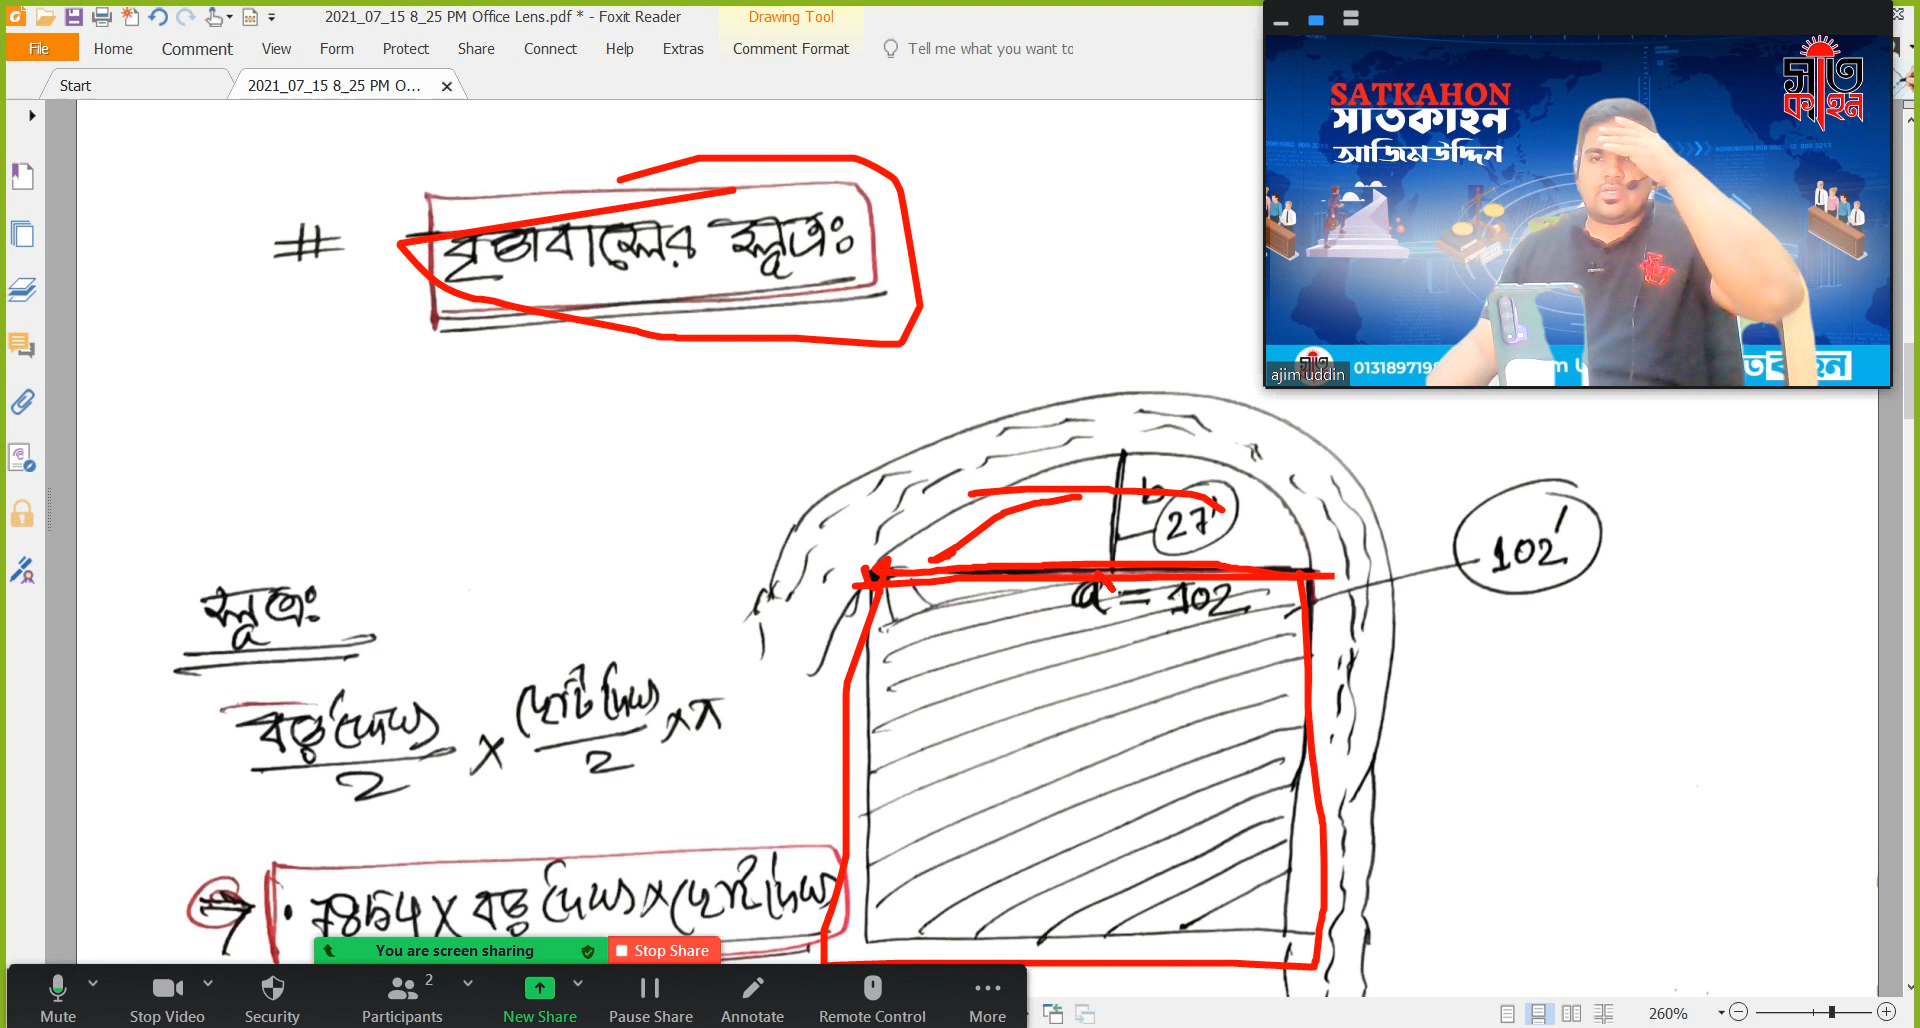 2021_07_15 8_25 PM Office Lens.pdf * - Foxit Reader
Drawing Tool
File Home Comment View Form Protect Share Connect Help Extras Comment Format Tell me what you want to
Start
2021_07_15 8_25 PM O...
SATKAHON
সাতকাহন
আজিমউদ্দিন
সাত
কাহন
ajim uddin
# বৃত্তাবাসের সূত্রঃ
b
27'
102'
a = 102
সূত্রঃ
বড় দৈর্ঘ্য/2 × ছোট দৈর্ঘ্য/2 × π
⇒ .7854 × বড় দৈর্ঘ্য × ছোট দৈর্ঘ্য
You are screen sharing
Stop Share
2
Mute Stop Video Security Participants New Share Pause Share Annotate Remote Control More
260%